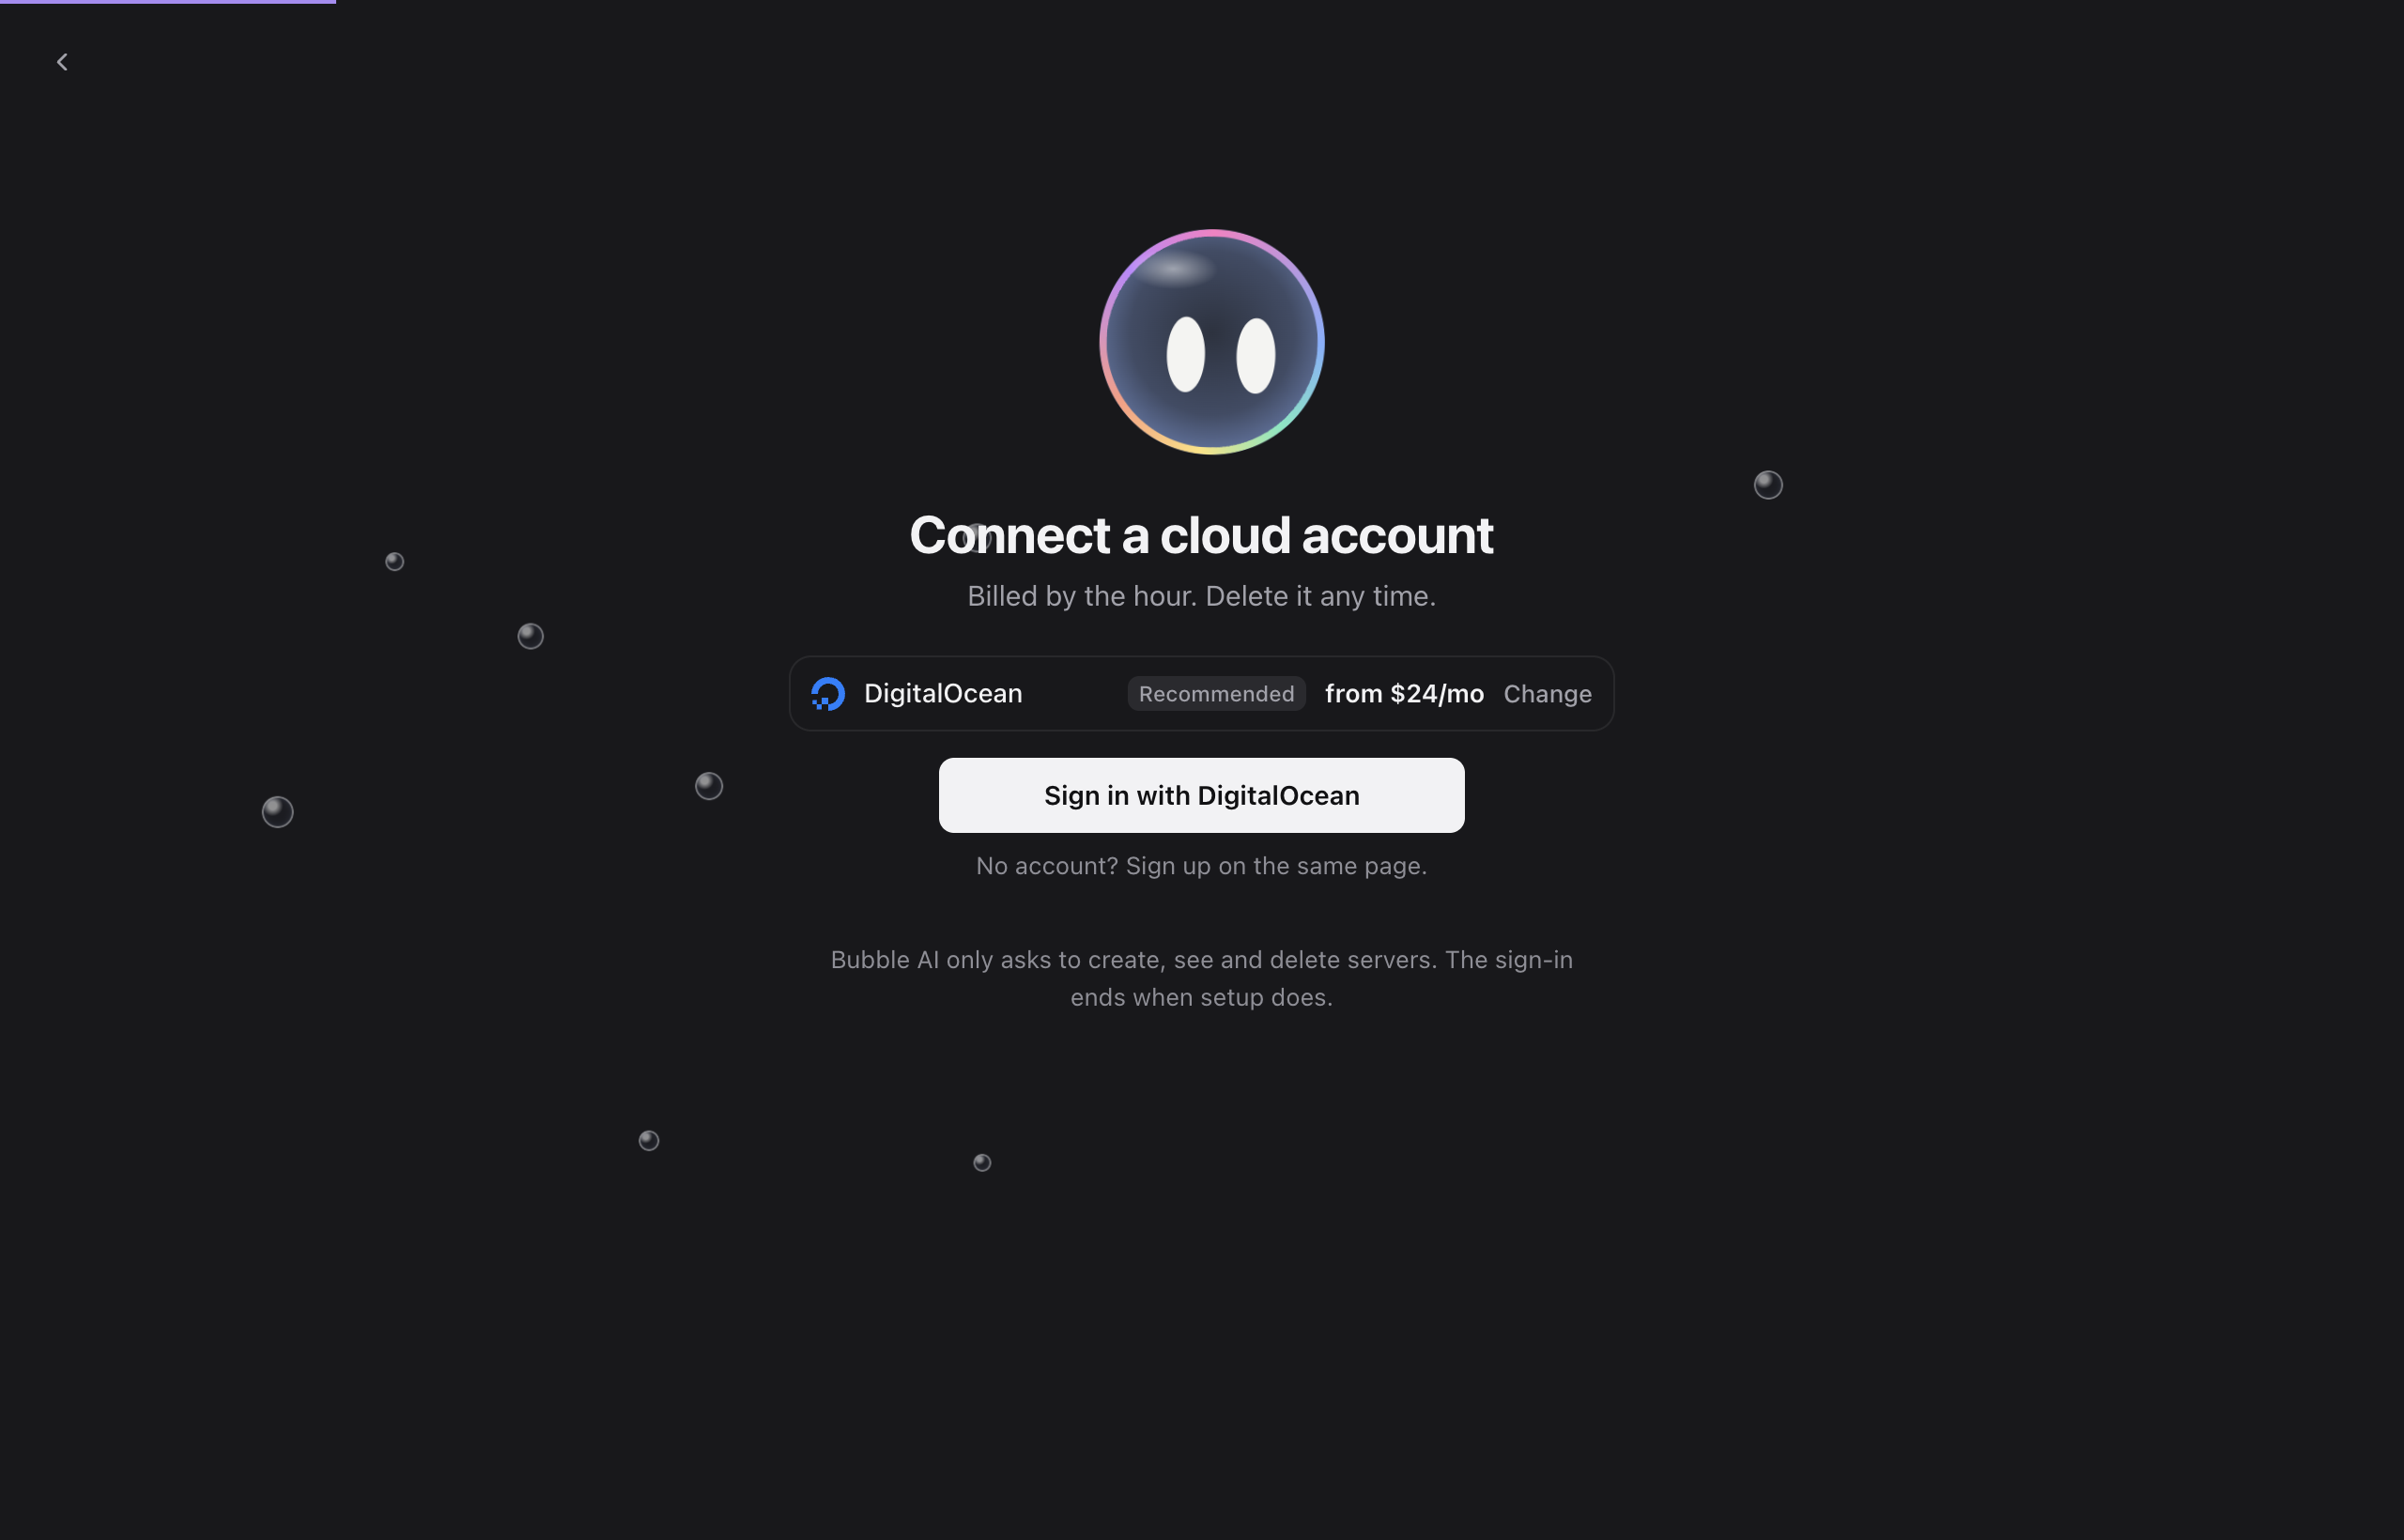 Connect a cloud account
Billed by the hour. Delete it any time.
DigitalOcean Recommended from $24/mo Change
Sign in with DigitalOcean
No account? Sign up on the same page.
Bubble AI only asks to create, see and delete servers. The sign-in
ends when setup does.